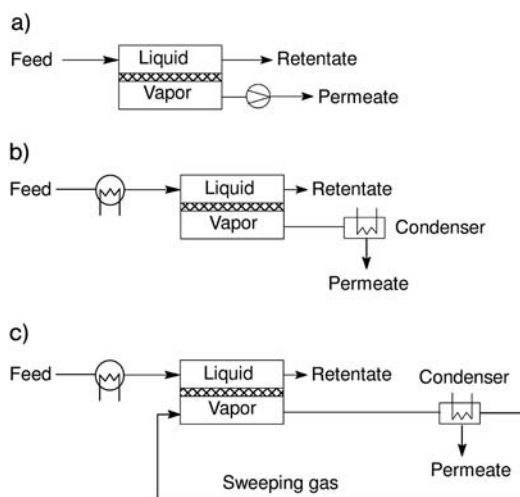 a)
Feed Liquid Retentate
Vapor Permeate
b)
Feed Liquid Retentate
Vapor Condenser
Permeate
c)
Feed Liquid Retentate Condenser
Vapor
Permeate
Sweeping gas